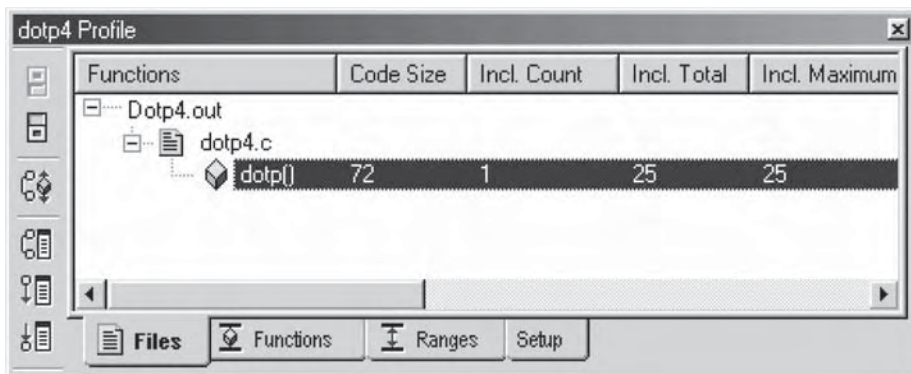 dotp4 Profile
Functions Code Size Incl. Count Incl. Total Incl. Maximum
Dotp4.out
dotp4.c
dotp() 72 1 25 25
Files Functions Ranges Setup